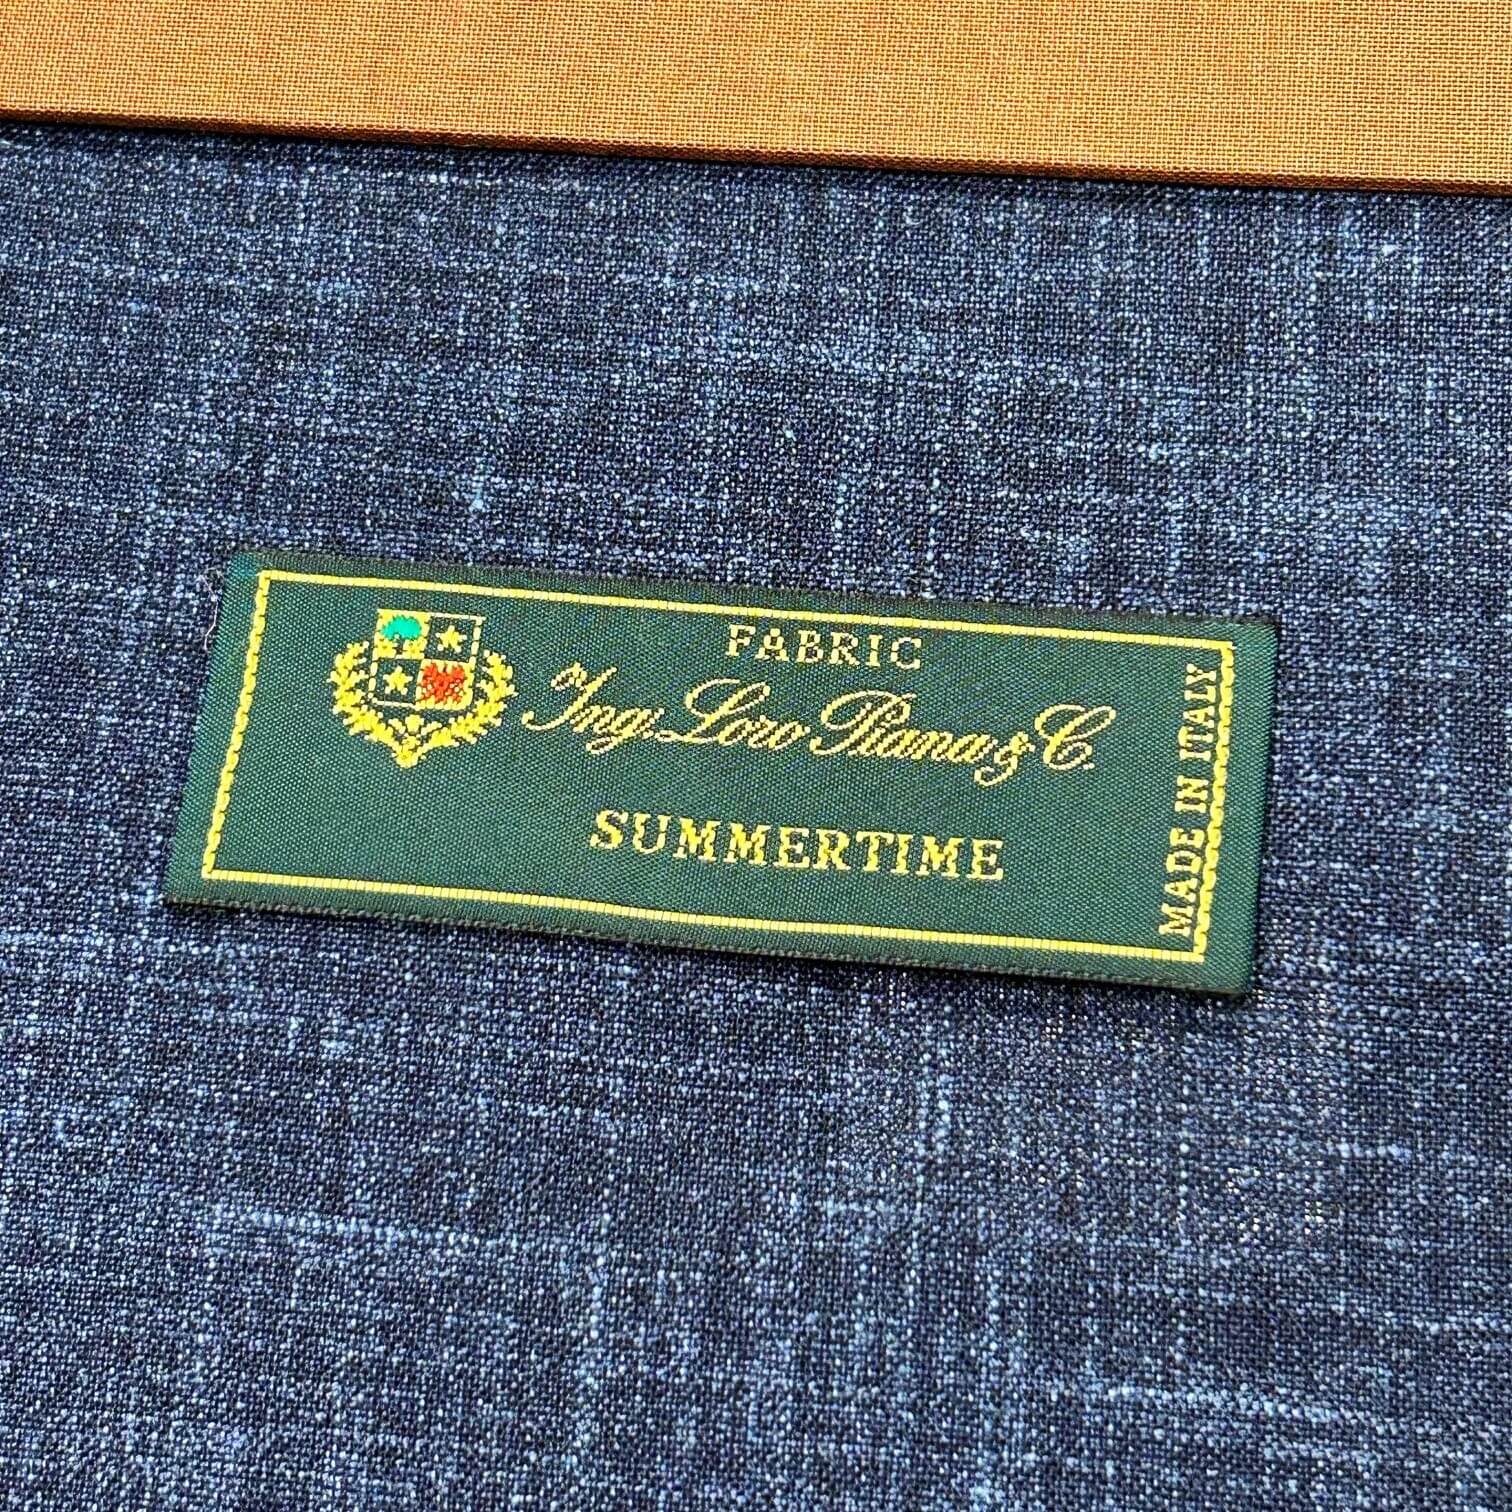 FABRIC
Ing. Loro Piana & C.
SUMMERTIME
MADE IN ITALY